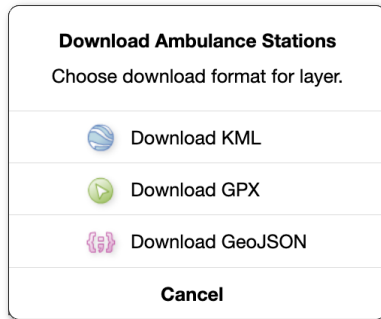 Download Ambulance Stations
Choose download format for layer.
Download KML
Download GPX
Download GeoJSON
Cancel